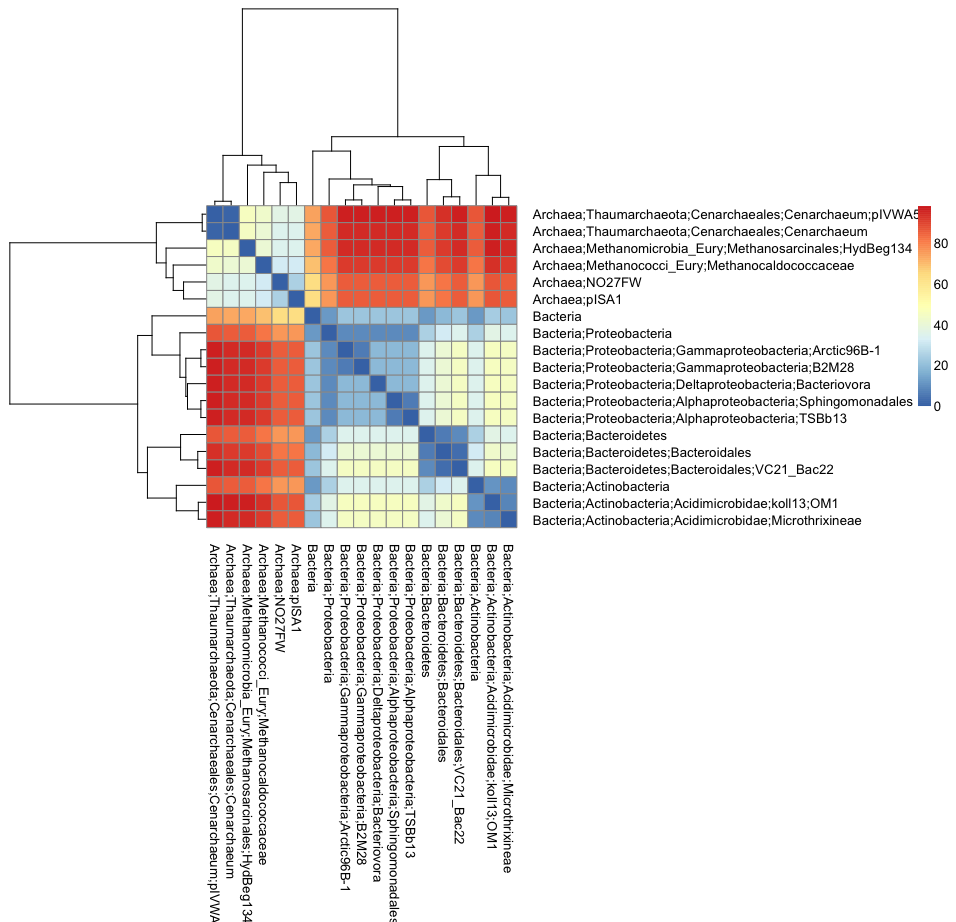 Archaea;Thaumarchaeota;Cenarchaeales;Cenarchaeum;pIVWA5
Archaea;Thaumarchaeota;Cenarchaeales;Cenarchaeum
Archaea;Methanomicrobia_Eury;Methanosarcinales;HydBeg134
Archaea;Methanococci_Eury;Methanocaldococcaceae
Archaea;NO27FW
Archaea;pISA1
Bacteria
Bacteria;Proteobacteria
Bacteria;Proteobacteria;Gammaproteobacteria;Arctic96B-1
Bacteria;Proteobacteria;Gammaproteobacteria;B2M28
Bacteria;Proteobacteria;Deltaproteobacteria;Bacteriovora
Bacteria;Proteobacteria;Alphaproteobacteria;Sphingomonadales
Bacteria;Proteobacteria;Alphaproteobacteria;TSBb13
Bacteria;Bacteroidetes
Bacteria;Bacteroidetes;Bacteroidales
Bacteria;Bacteroidetes;Bacteroidales;VC21_Bac22
Bacteria;Actinobacteria
Bacteria;Actinobacteria;Acidimicrobidae;koll13;OM1
Bacteria;Actinobacteria;Acidimicrobidae;Microthrixineae
80
60
40
20
0
Archaea;Thaumarchaeota;Cenarchaeales;Cenarchaeum;pIVWA
Archaea;Thaumarchaeota;Cenarchaeales;Cenarchaeum
Archaea;Methanomicrobia_Eury;Methanosarcinales;HydBeg134
Archaea;Methanococci_Eury;Methanocaldococcaceae
Archaea;NO27FW
Archaea;pISA1
Bacteria
Bacteria;Proteobacteria
Bacteria;Proteobacteria;Gammaproteobacteria;Arctic96B-1
Bacteria;Proteobacteria;Gammaproteobacteria;B2M28
Bacteria;Proteobacteria;Deltaproteobacteria;Bacteriovora
Bacteria;Proteobacteria;Alphaproteobacteria;Sphingomonadales
Bacteria;Proteobacteria;Alphaproteobacteria;TSBb13
Bacteria;Bacteroidetes
Bacteria;Bacteroidetes;Bacteroidales
Bacteria;Bacteroidetes;Bacteroidales;VC21_Bac22
Bacteria;Actinobacteria
Bacteria;Actinobacteria;Acidimicrobidae;koll13;OM1
Bacteria;Actinobacteria;Acidimicrobidae;Microthrixineae